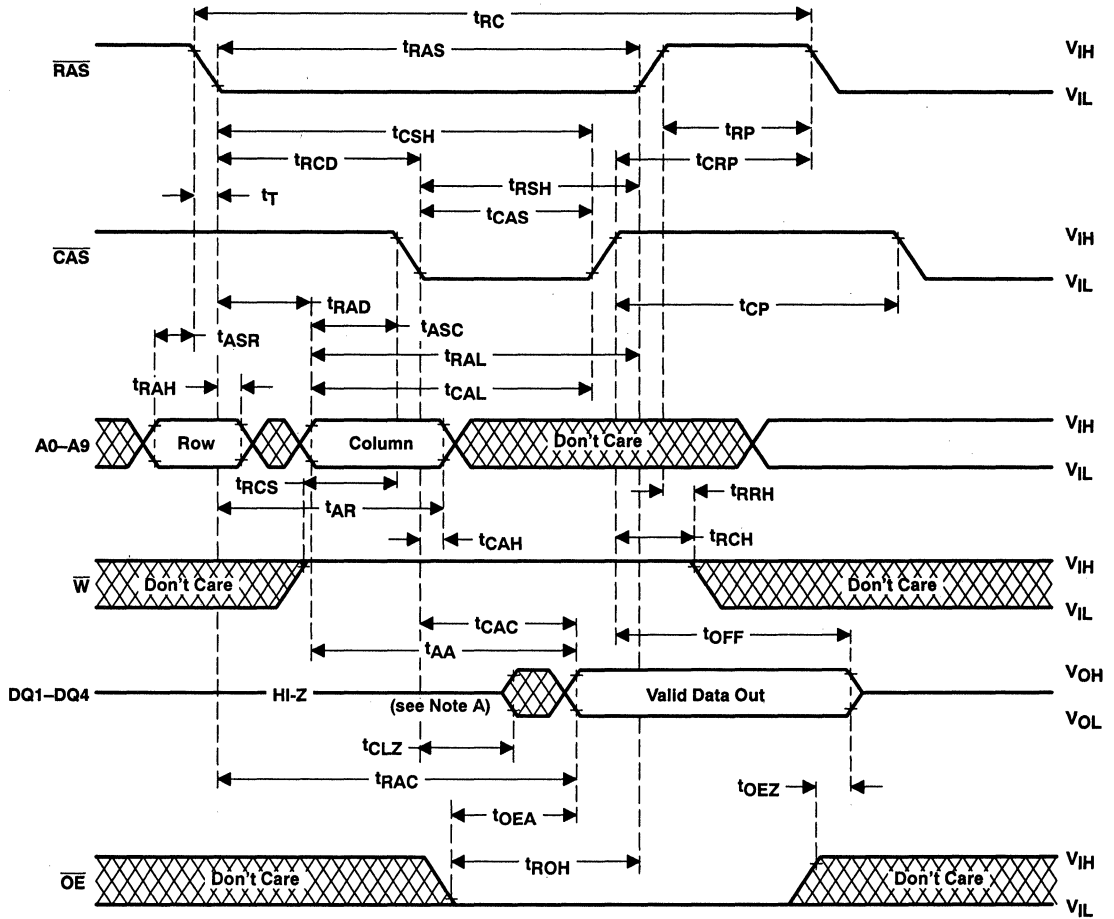 tRC
tRAS
RAS
VIH
VIL
tCSH
tRP
tRCD
tCRP
tRSH
tT
tCAS
CAS
VIH
VIL
tRAD
tCP
tASC
tASR
tRAL
tRAH
tCAL
A0–A9
Row
Column
Don't Care
VIH
VIL
tRCS
tRRH
tAR
tCAH
tRCH
W
Don't Care
Don't Care
VIH
VIL
tCAC
tOFF
tAA
DQ1–DQ4
HI-Z
(see Note A)
Valid Data Out
VOH
VOL
tCLZ
tRAC
tOEZ
tOEA
tROH
OE
Don't Care
Don't Care
VIH
VIL